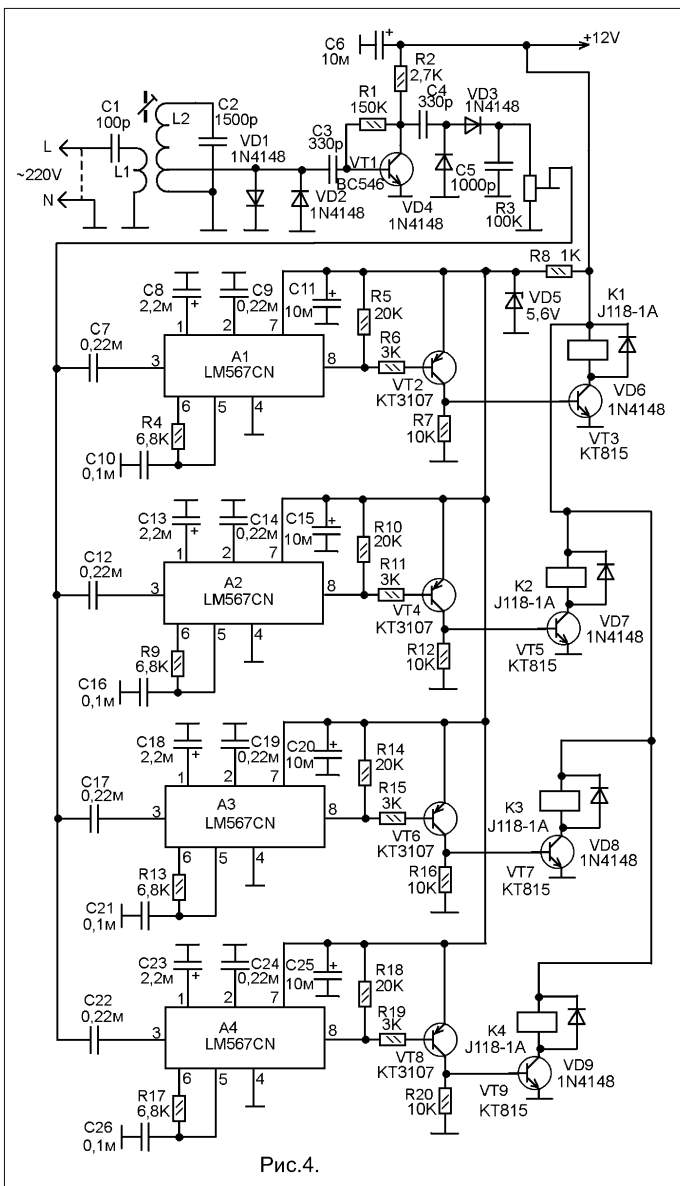 C6
10м
+12V
R2
2,7K
C4
330p
VD3
1N4148
R1
150K
C1
100p
L2
C2
1500p
VD1
1N4148
C3
330p
L
L1
~220V
N
VT1
BC546
VD2
1N4148
VD4
1N4148
C5
1000p
R3
100K
R8 1K
C8
2,2м
C9
0,22м
C11
10м
R5
20K
VD5
5,6V
K1
J118-1A
C7
0,22м
1
2
7
3
A1
LM567CN
8
R6
3K
VT2
KT3107
VD6
1N4148
6
5
4
R4
6,8K
R7
10K
VT3
KT815
C10
0,1м
C13
2,2м
C14
0,22м
C15
10м
R10
20K
C12
0,22м
1
2
7
3
A2
LM567CN
8
R11
3K
VT4
KT3107
K2
J118-1A
VD7
1N4148
6
5
4
R9
6,8K
R12
10K
VT5
KT815
C16
0,1м
C18
2,2м
C19
0,22м
C20
10м
R14
20K
C17
0,22м
1
2
7
3
A3
LM567CN
8
R15
3K
VT6
KT3107
K3
J118-1A
VD8
1N4148
6
5
4
R13
6,8K
R16
10K
VT7
KT815
C21
0,1м
C23
2,2м
C24
0,22м
C25
10м
R18
20K
C22
0,22м
1
2
7
3
A4
LM567CN
8
R19
3K
VT8
KT3107
K4
J118-1A
VD9
1N4148
6
5
4
R17
6,8K
R20
10K
VT9
KT815
C26
0,1м
Рис.4.